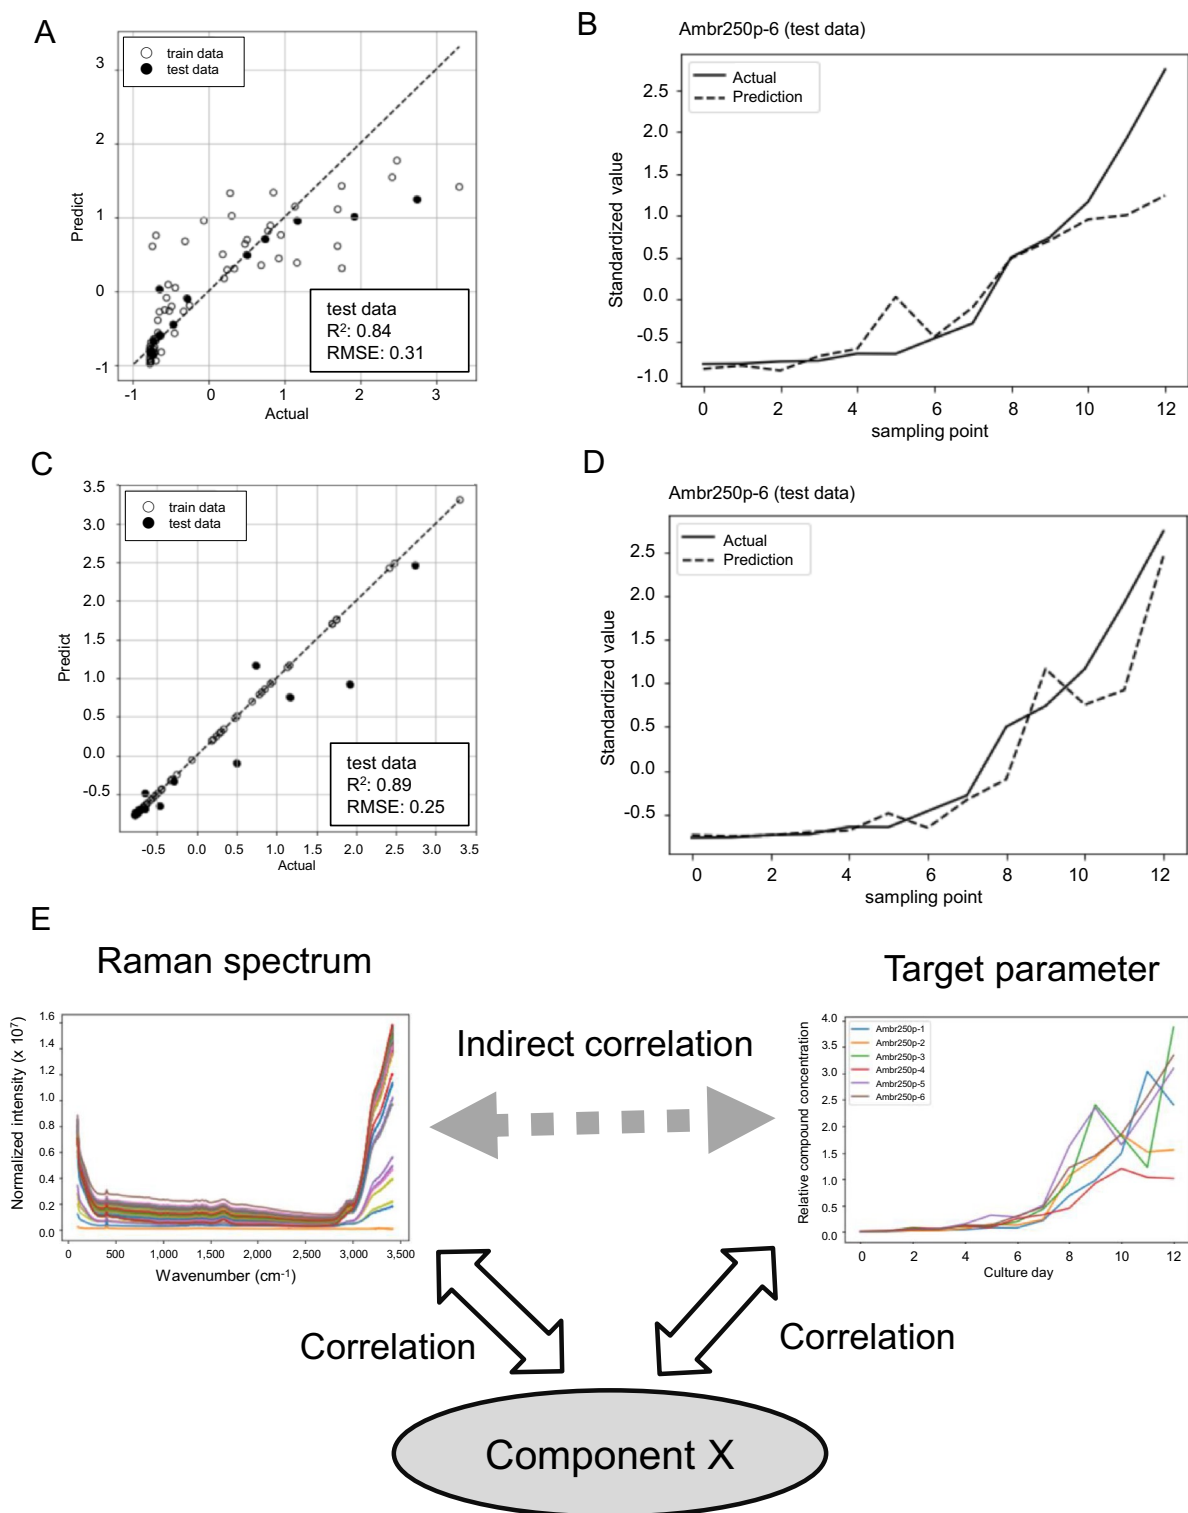 A
train data
test data
3
2
1
0
-1
Predict
-1
0
1
2
3
Actual
test data
R²: 0.84
RMSE: 0.31
B
Ambr250p-6 (test data)
Actual
Prediction
2.5
2.0
1.5
1.0
0.5
0.0
-0.5
-1.0
Standardized value
0
2
4
6
8
10
12
sampling point
C
train data
test data
3.5
3.0
2.5
2.0
1.5
1.0
0.5
0.0
-0.5
Predict
-0.5
0.0
0.5
1.0
1.5
2.0
2.5
3.0
3.5
Actual
test data
R²: 0.89
RMSE: 0.25
D
Ambr250p-6 (test data)
Actual
Prediction
2.5
2.0
1.5
1.0
0.5
0.0
-0.5
Standardized value
0
2
4
6
8
10
12
sampling point
E
Raman spectrum
1.6
1.4
1.2
1.0
0.8
0.6
0.4
0.2
0.0
Normalized intensity (x 10⁷)
0
500
1,000
1,500
2,000
2,500
3,000
3,500
Wavenumber (cm⁻¹)
Indirect correlation
Target parameter
Ambr250p-1
Ambr250p-2
Ambr250p-3
Ambr250p-4
Ambr250p-5
Ambr250p-6
4.0
3.5
3.0
2.5
2.0
1.5
1.0
0.5
0.0
Relative compound concentration
0
2
4
6
8
10
12
Culture day
Correlation
Correlation
Component X